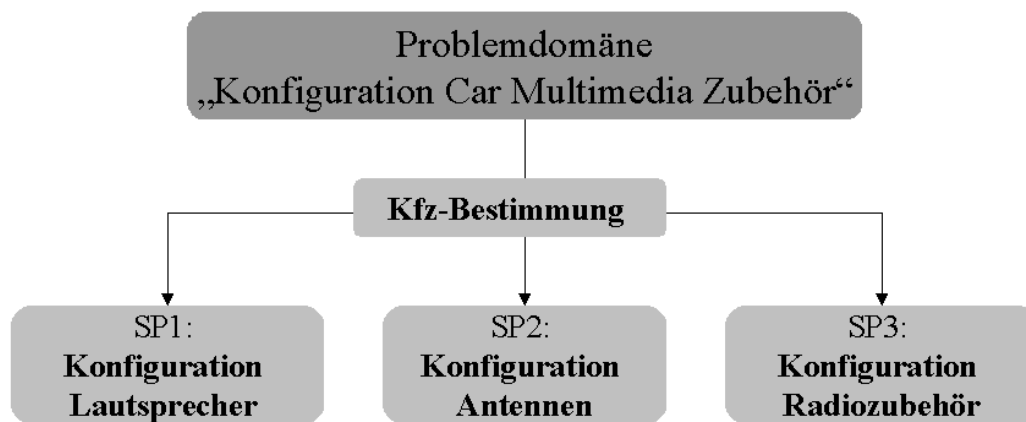 Problemdomäne
„Konfiguration Car Multimedia Zubehör“
Kfz-Bestimmung
SP1:
Konfiguration
Lautsprecher
SP2:
Konfiguration
Antennen
SP3:
Konfiguration
Radiozubehör